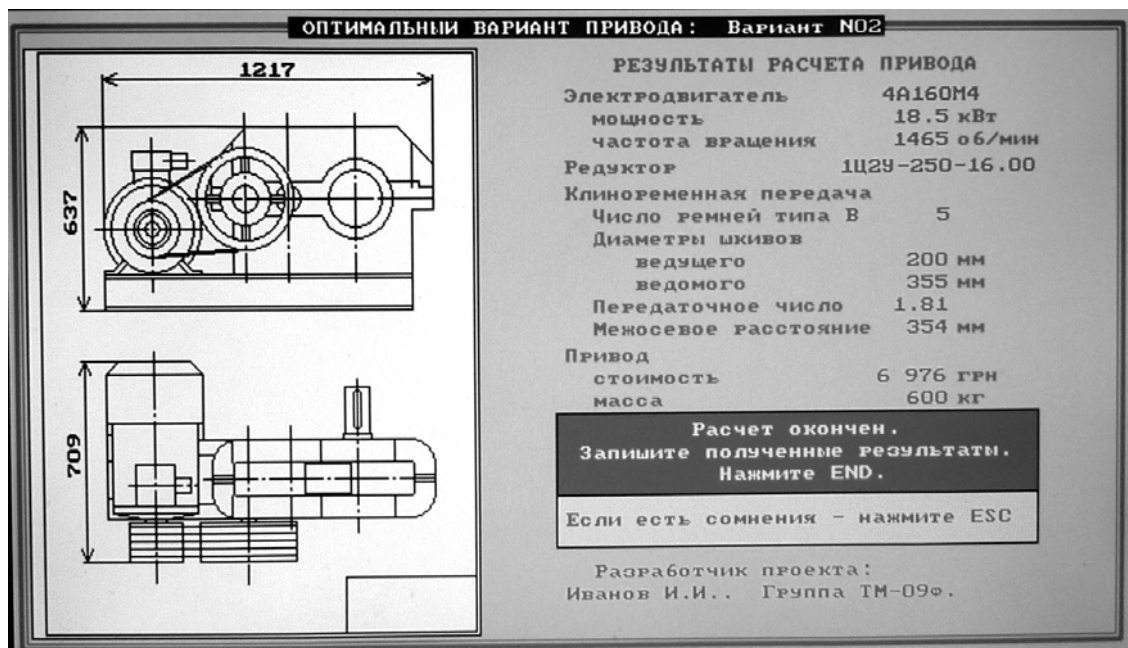 ОПТИМАЛЬНЫЙ ВАРИАНТ ПРИВОДА: Вариант N02
1217
637
709
РЕЗУЛЬТАТЫ РАСЧЕТА ПРИВОДА
Электродвигатель 4А160М4
мощность 18.5 кВт
частота вращения 1465 об/мин
Редуктор 1Ц2У-250-16.00
Клиноременная передача
Число ремней типа В 5
Диаметры шкивов
ведущего 200 мм
ведомого 355 мм
Передаточное число 1.81
Межосевое расстояние 354 мм
Привод
стоимость 6 976 грн
масса 600 кг
Расчет окончен.
Запишите полученные результаты.
Нажмите END.
Если есть сомнения - нажмите ESC
Разработчик проекта:
Иванов И.И.. Группа ТМ-09ф.